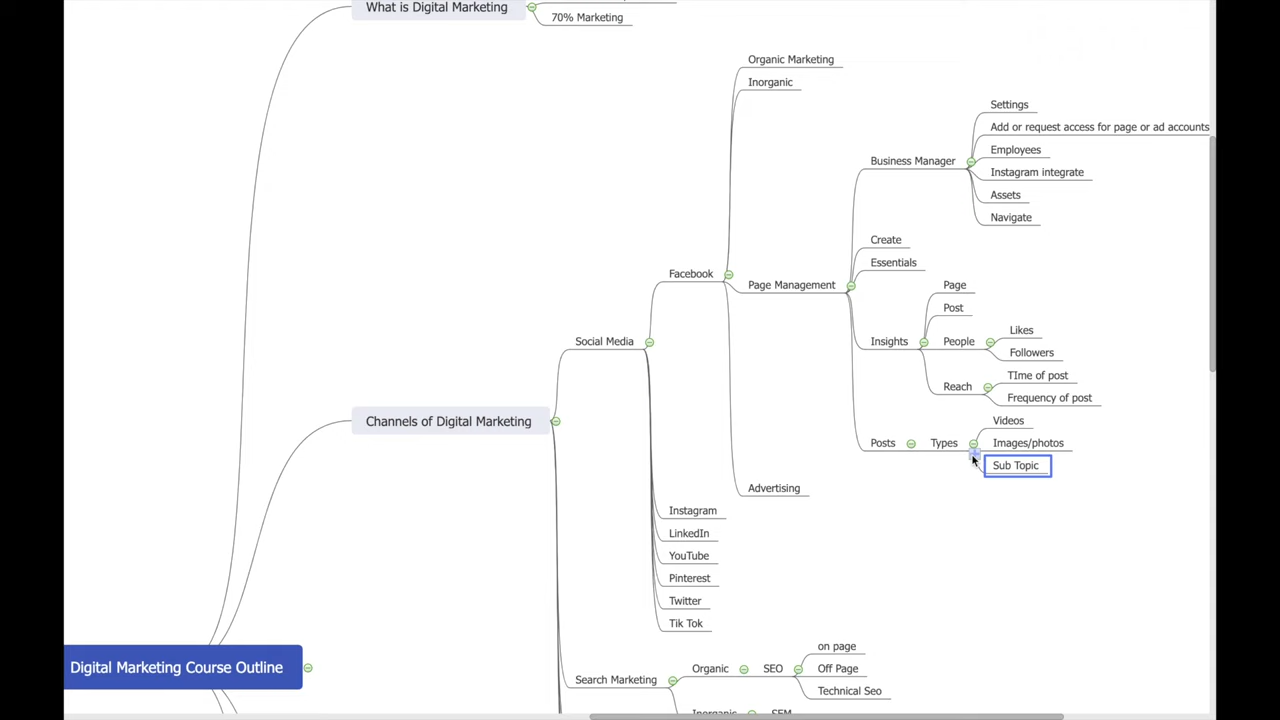 What is Digital Marketing
70% Marketing
Organic Marketing
Inorganic
Settings
Add or request access for page or ad accounts
Employees
Business Manager
Instagram integrate
Assets
Navigate
Create
Essentials
Facebook
Page Management
Page
Post
Likes
Social Media
Insights
People
Followers
TIme of post
Reach
Frequency of post
Videos
Channels of Digital Marketing
Posts
Types
Images/photos
Sub Topic
Advertising
Instagram
LinkedIn
YouTube
Pinterest
Twitter
Tik Tok
on page
Digital Marketing Course Outline
Organic
SEO
Off Page
Search Marketing
Technical Seo
Inorganic
SEM